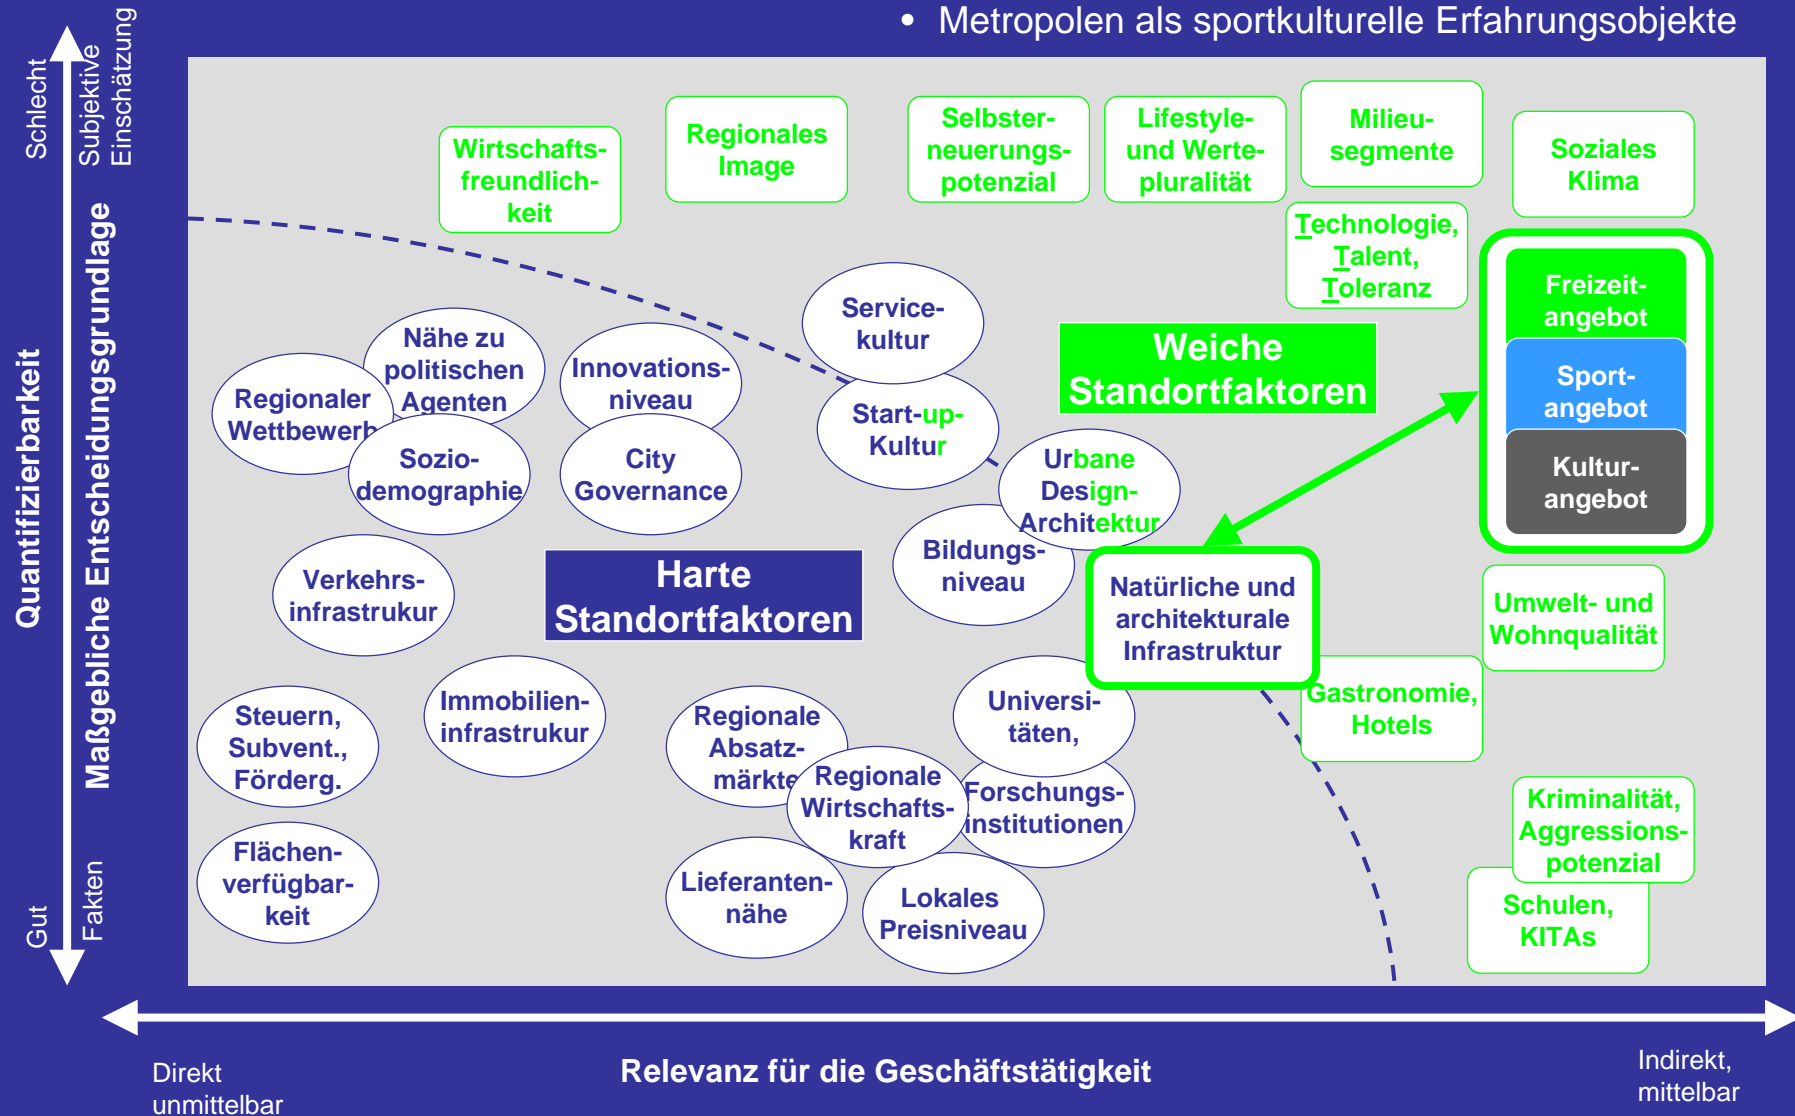 • Metropolen als sportkulturelle Erfahrungsobjekte
Schlecht
Subjektive
Einschätzung
Quantifizierbarkeit
Maßgebliche Entscheidungsgrundlage
Gut
Fakten
Wirtschafts-
freundlich-
keit
Regionales
Image
Selbster-
neuerungs-
potenzial
Lifestyle-
und Werte-
pluralität
Milieu-
segmente
Soziales
Klima
Technologie,
Talent,
Toleranz
Freizeit-
angebot
Sport-
angebot
Kultur-
angebot
Weiche
Standortfaktoren
Service-
kultur
Start-up-
Kultur
Nähe zu
politischen
Agenten
Innovations-
niveau
Regionaler
Wettbewerb
Sozio-
demographie
City
Governance
Urbane
Design-
Architektur
Bildungs-
niveau
Harte
Standortfaktoren
Verkehrs-
infrastrukur
Natürliche und
architekturale
Infrastruktur
Umwelt- und
Wohnqualität
Gastronomie,
Hotels
Steuern,
Subvent.,
Förderg.
Immobilien-
infrastrukur
Regionale
Absatz-
märkte
Universi-
täten,
Regionale
Wirtschafts-
kraft
Forschungs-
institutionen
Kriminalität,
Aggressions-
potenzial
Flächen-
verfügbar-
keit
Lieferanten-
nähe
Lokales
Preisniveau
Schulen,
KITAs
Direkt
unmittelbar
Relevanz für die Geschäftstätigkeit
Indirekt,
mittelbar